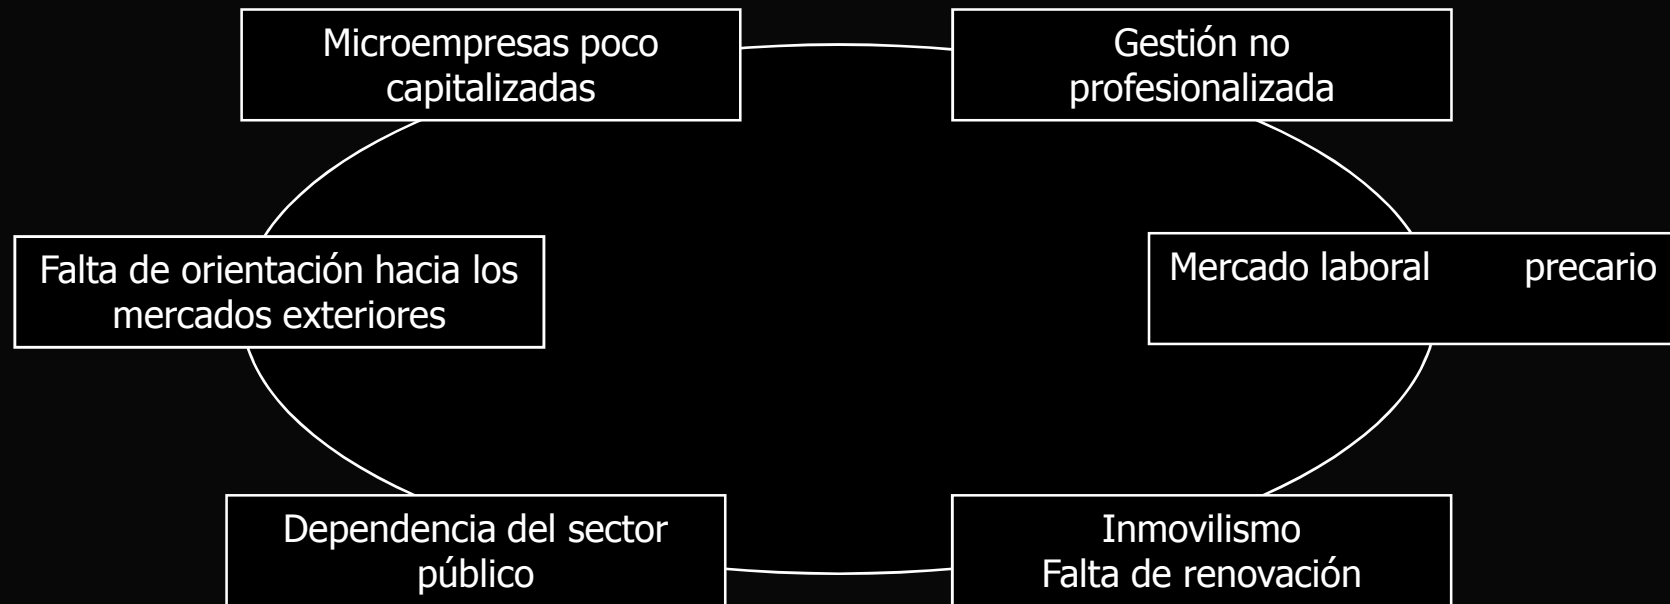 Microempresas poco
capitalizadas
Gestión no
profesionalizada
Falta de orientación hacia los
mercados exteriores
Mercado laboral precario
Dependencia del sector
público
Inmovilismo
Falta de renovación